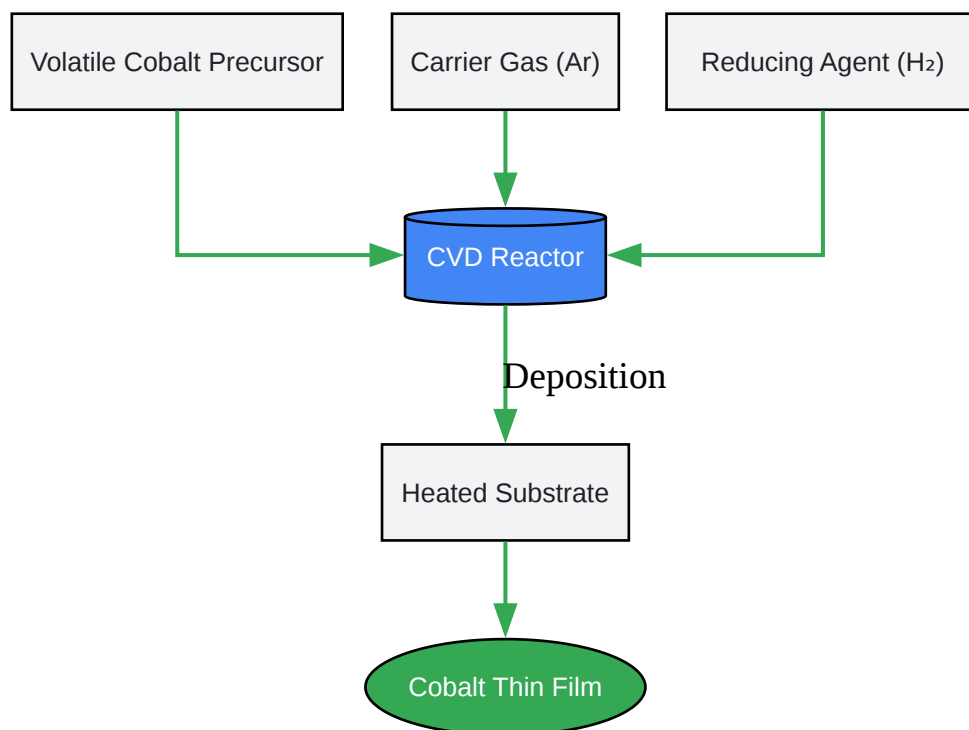 Volatile Cobalt Precursor
Carrier Gas (Ar)
Reducing Agent (H₂)
CVD Reactor
Deposition
Heated Substrate
Cobalt Thin Film